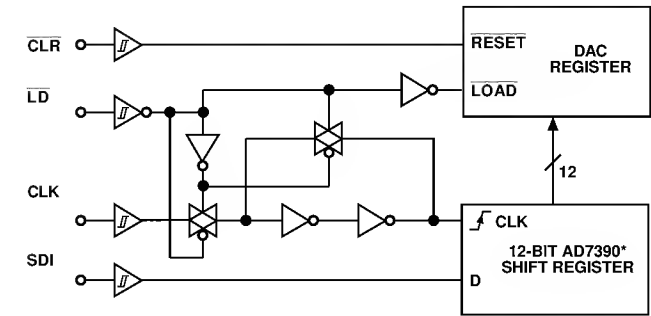 CLR
RESET
DAC
REGISTER
LD
LOAD
12
CLK
CLK
12-BIT AD7390*
SHIFT REGISTER
SDI
D